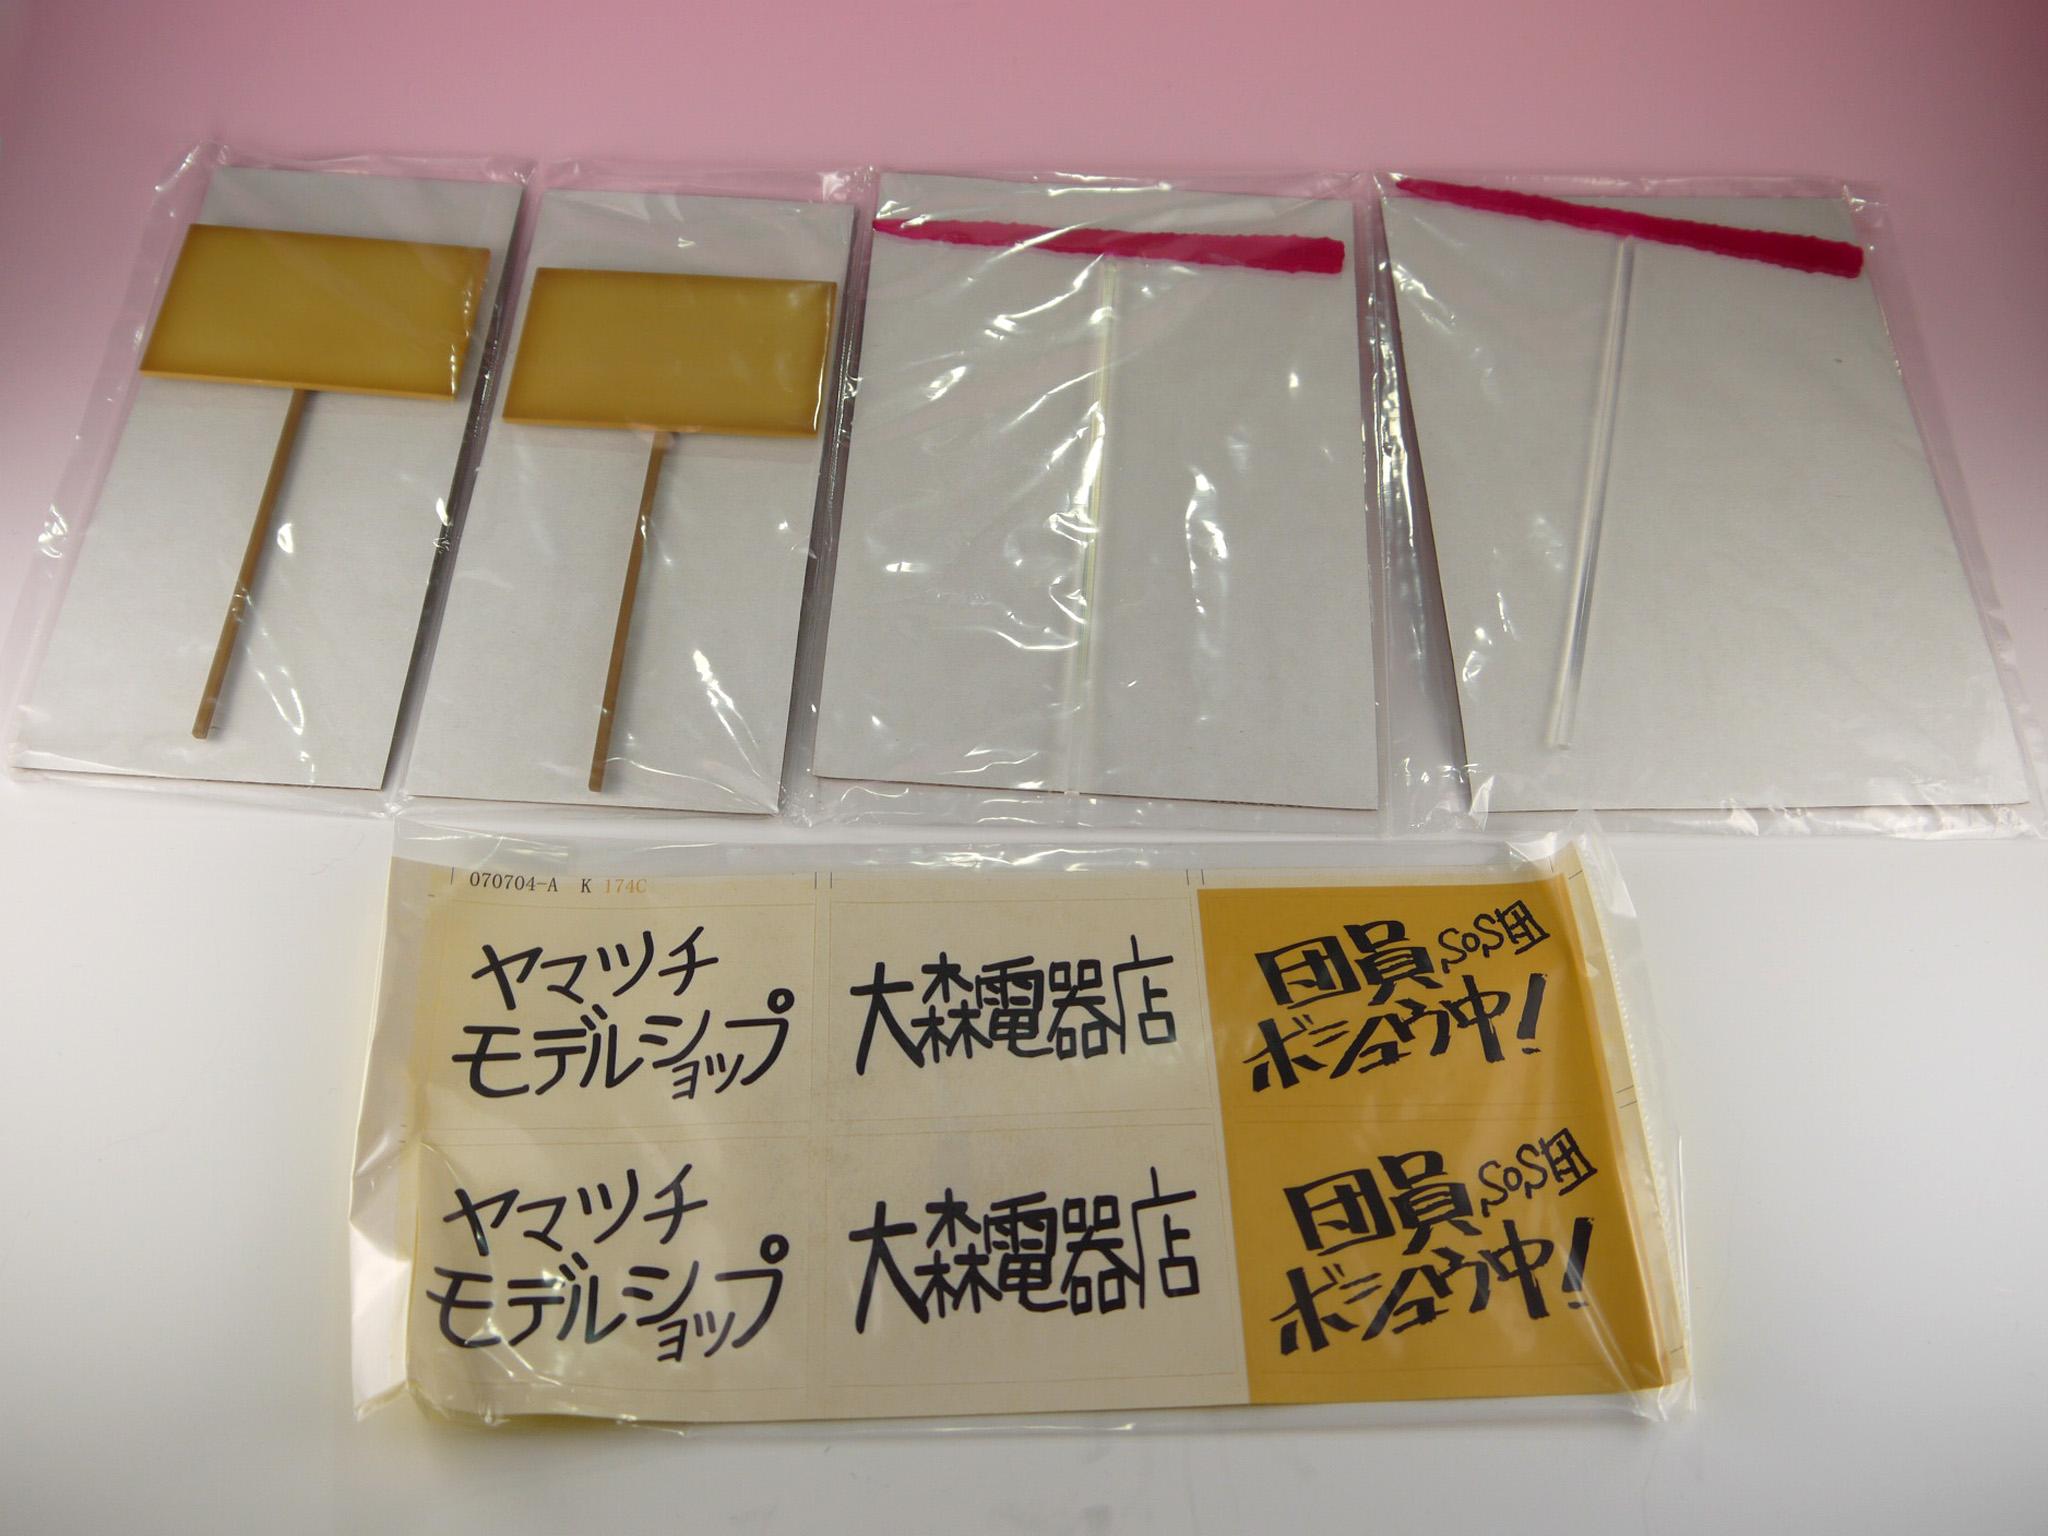 070704-A K 174C
ヤマツチ
モデルショップ
大森電器店
団員SOS団
ボシュウ中!
ヤマツチ
モデルショップ
大森電器店
団員SOS団
ボシュウ中!